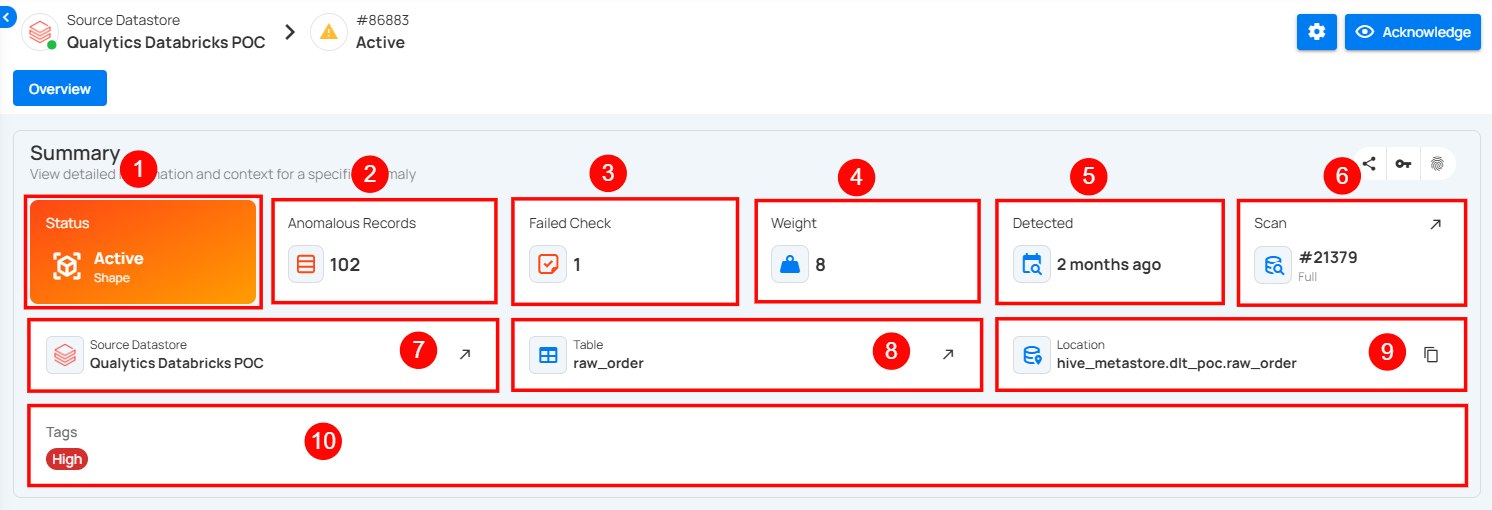 Source Datastore
Qualytics Databricks POC
#86883
Active
Acknowledge
Overview
Summary
View detailed mation and context for a specifi maly
1
2
3
4
5
6
Status
Active
Shape
Anomalous Records
102
Failed Check
1
Weight
8
Detected
2 months ago
Scan
#21379
Full
Source Datastore
Qualytics Databricks POC
7
Table
raw_order
8
Location
hive_metastore.dlt_poc.raw_order
9
Tags
High
10